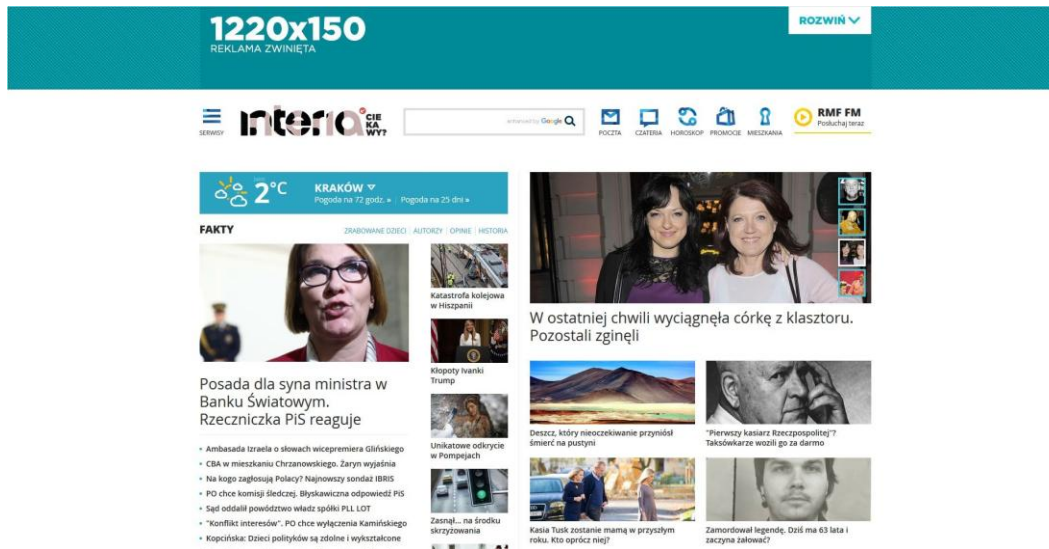 1220x150
REKLAMA ZWINIĘTA
ROZWIŃ
SERWISY
interia
CIE
KA
WY?
enhanced by Google
POCZTA
CZATERIA
HOROSKOP
PROMOCJE
MIESZKANIA
RMF FM
Posłuchaj teraz
2°C
KRAKÓW
Pogoda na 72 godz. » | Pogoda na 25 dni »
FAKTY
ZRABOWANE DZIECI | AUTORZY | OPINIE | HISTORIA
Posada dla syna ministra w
Banku Światowym.
Rzeczniczka PiS reaguje
• Ambasada Izraela o słowach wicepremiera Glińskiego
• CBA w mieszkaniu Chrzanowskiego. Żaryn wyjaśnia
• Na kogo zagłosują Polacy? Najnowszy sondaż IBRIS
• PO chce komisji śledczej. Błyskawiczna odpowiedź PiS
• Sąd oddalił powództwo władz spółki PLL LOT
• "Konflikt interesów". PO chce wyłączenia Kamińskiego
• Kopcińska: Dzieci polityków są zdolne i wykształcone
Katastrofa kolejowa
w Hiszpanii
Kłopoty Ivanki
Trump
Unikatowe odkrycie
w Pompejach
Zasnął... na środku
skrzyżowania
W ostatniej chwili wyciągnęła córkę z klasztoru.
Pozostali zginęli
Deszcz, który nieoczekiwanie przyniósł
śmierć na pustyni
"Pierwszy kasiarz Rzeczpospolitej"?
Taksówkarze wozili go za darmo
Kasia Tusk zostanie mamą w przyszłym
roku. Kto oprócz niej?
Zamordował legendę. Dziś ma 63 lata i
zaczyna żałować?